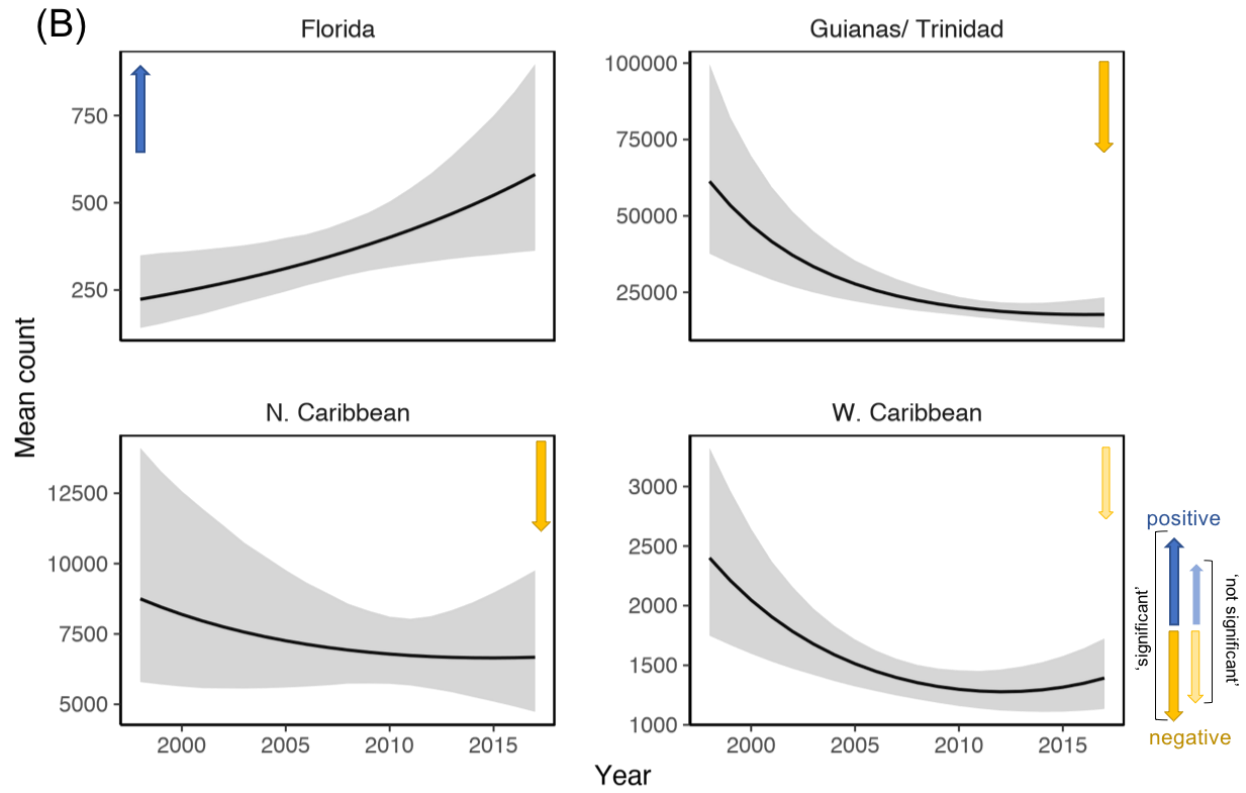 (B)
Florida
Guianas/ Trinidad
750
500
250
100000
75000
50000
25000
Mean count
N. Caribbean
W. Caribbean
12500
10000
7500
5000
3000
2500
2000
1500
1000
2000 2005 2010 2015
2000 2005 2010 2015
Year
positive
'significant'
'not significant'
negative